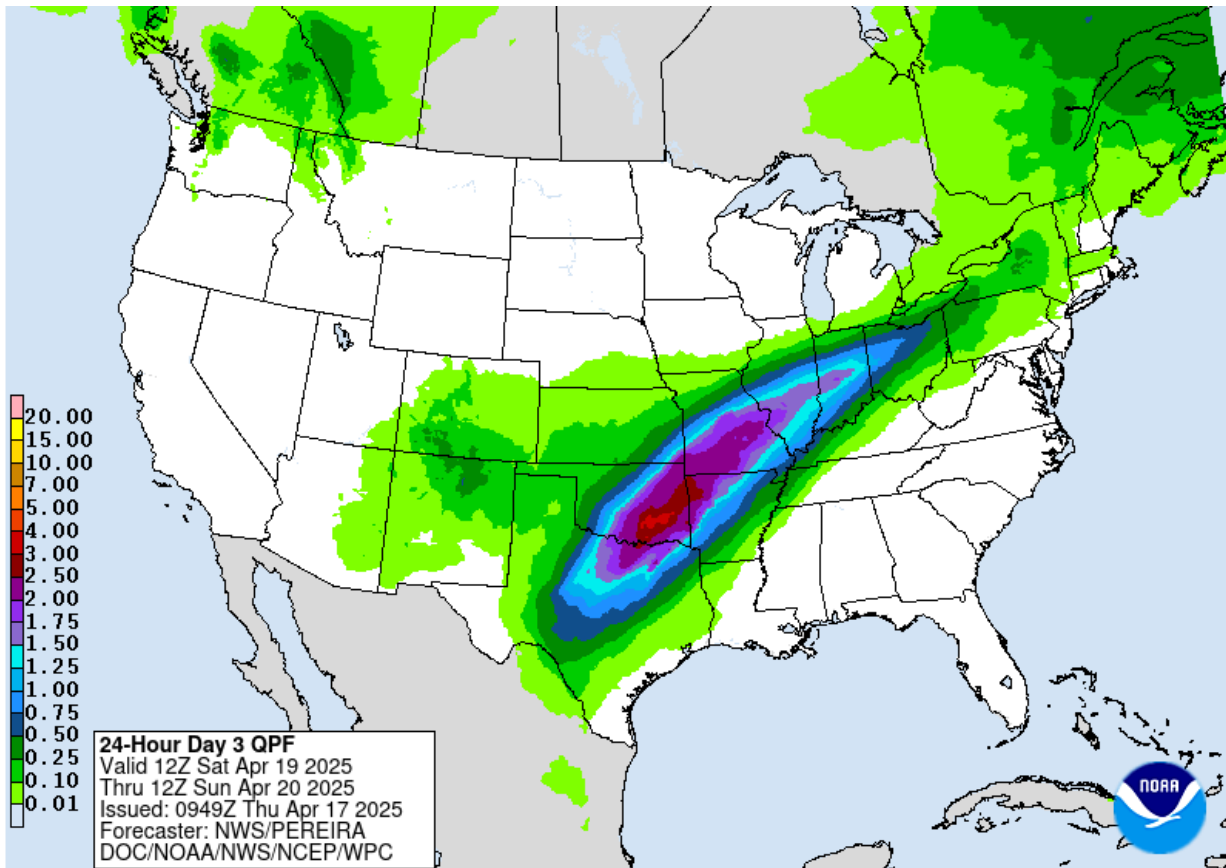 20.00
15.00
10.00
7.00
5.00
4.00
3.00
2.50
2.00
1.75
1.50
1.25
1.00
0.75
0.50
0.25
0.10
0.01
24-Hour Day 3 QPF
Valid 12Z Sat Apr 19 2025
Thru 12Z Sun Apr 20 2025
Issued: 0949Z Thu Apr 17 2025
Forecaster: NWS/PEREIRA
DOC/NOAA/NWS/NCEP/WPC
NOAA